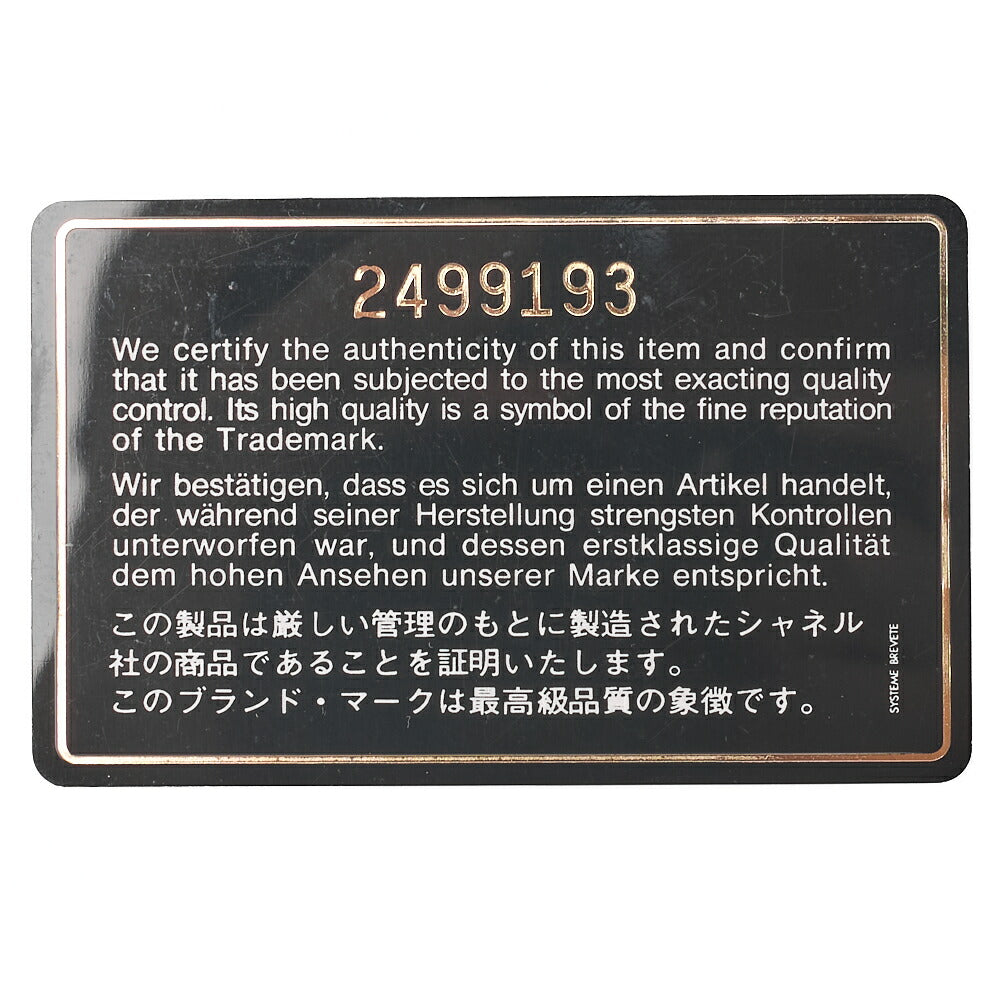 2499193
We certify the authenticity of this item and confirm
that it has been subjected to the most exacting quality
control. Its high quality is a symbol of the fine reputation
of the Trademark.
Wir bestätigen, dass es sich um einen Artikel handelt,
der während seiner Herstellung strengsten Kontrollen
unterworfen war, und dessen erstklassige Qualität
dem hohen Ansehen unserer Marke entspricht.
この製品は厳しい管理のもとに製造されたシャネル
社の商品であることを証明いたします。
このブランド・マークは最高級品質の象徴です。
SYSTEME BREVETE